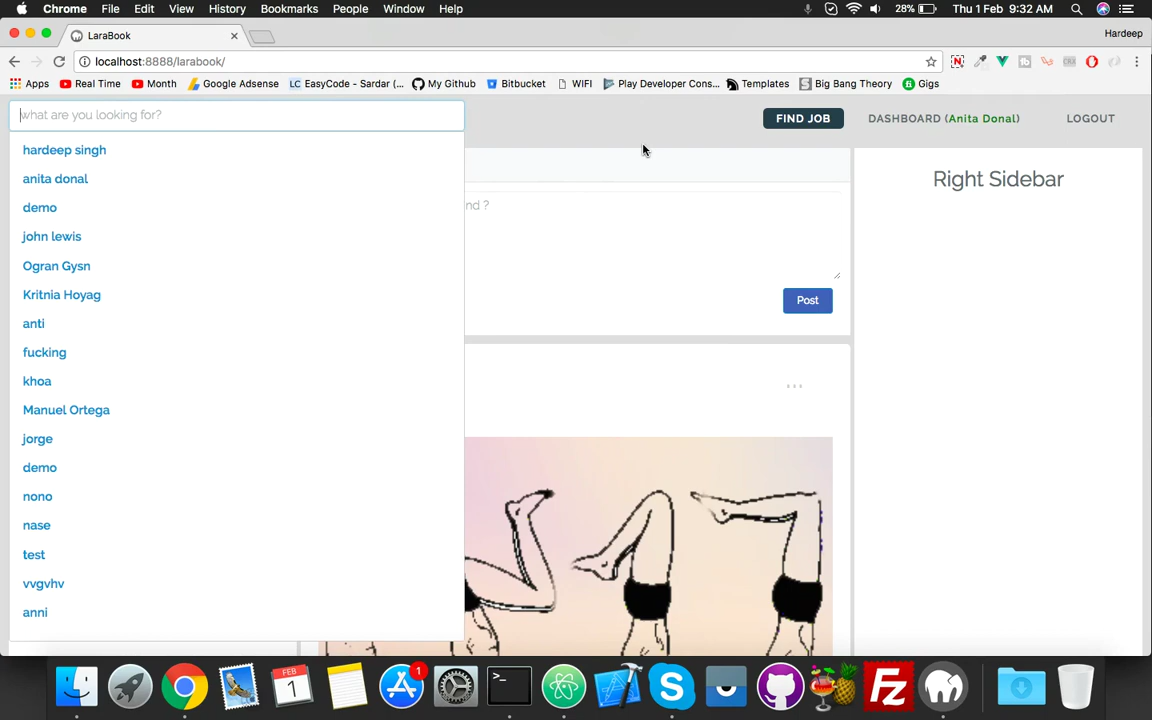 Chrome File Edit View History Bookmarks People Window Help 28% Thu 1 Feb 9:32 AM
LaraBook Hardeep
localhost:8888/larabook/
Apps Real Time Month Google Adsense LC EasyCode - Sardar (... My Github Bitbucket WIFI Play Developer Cons... Templates Big Bang Theory Gigs
what are you looking for? FIND JOB DASHBOARD (Anita Donal) LOGOUT
hardeep singh
anita donal
demo
john lewis
Ogran Gysn
Kritnia Hoyag
anti
fucking
khoa
Manuel Ortega
jorge
demo
nono
nase
test
vvgvhv
anni
nd ?
Post
...
Right Sidebar
FEB
1
1
Fz